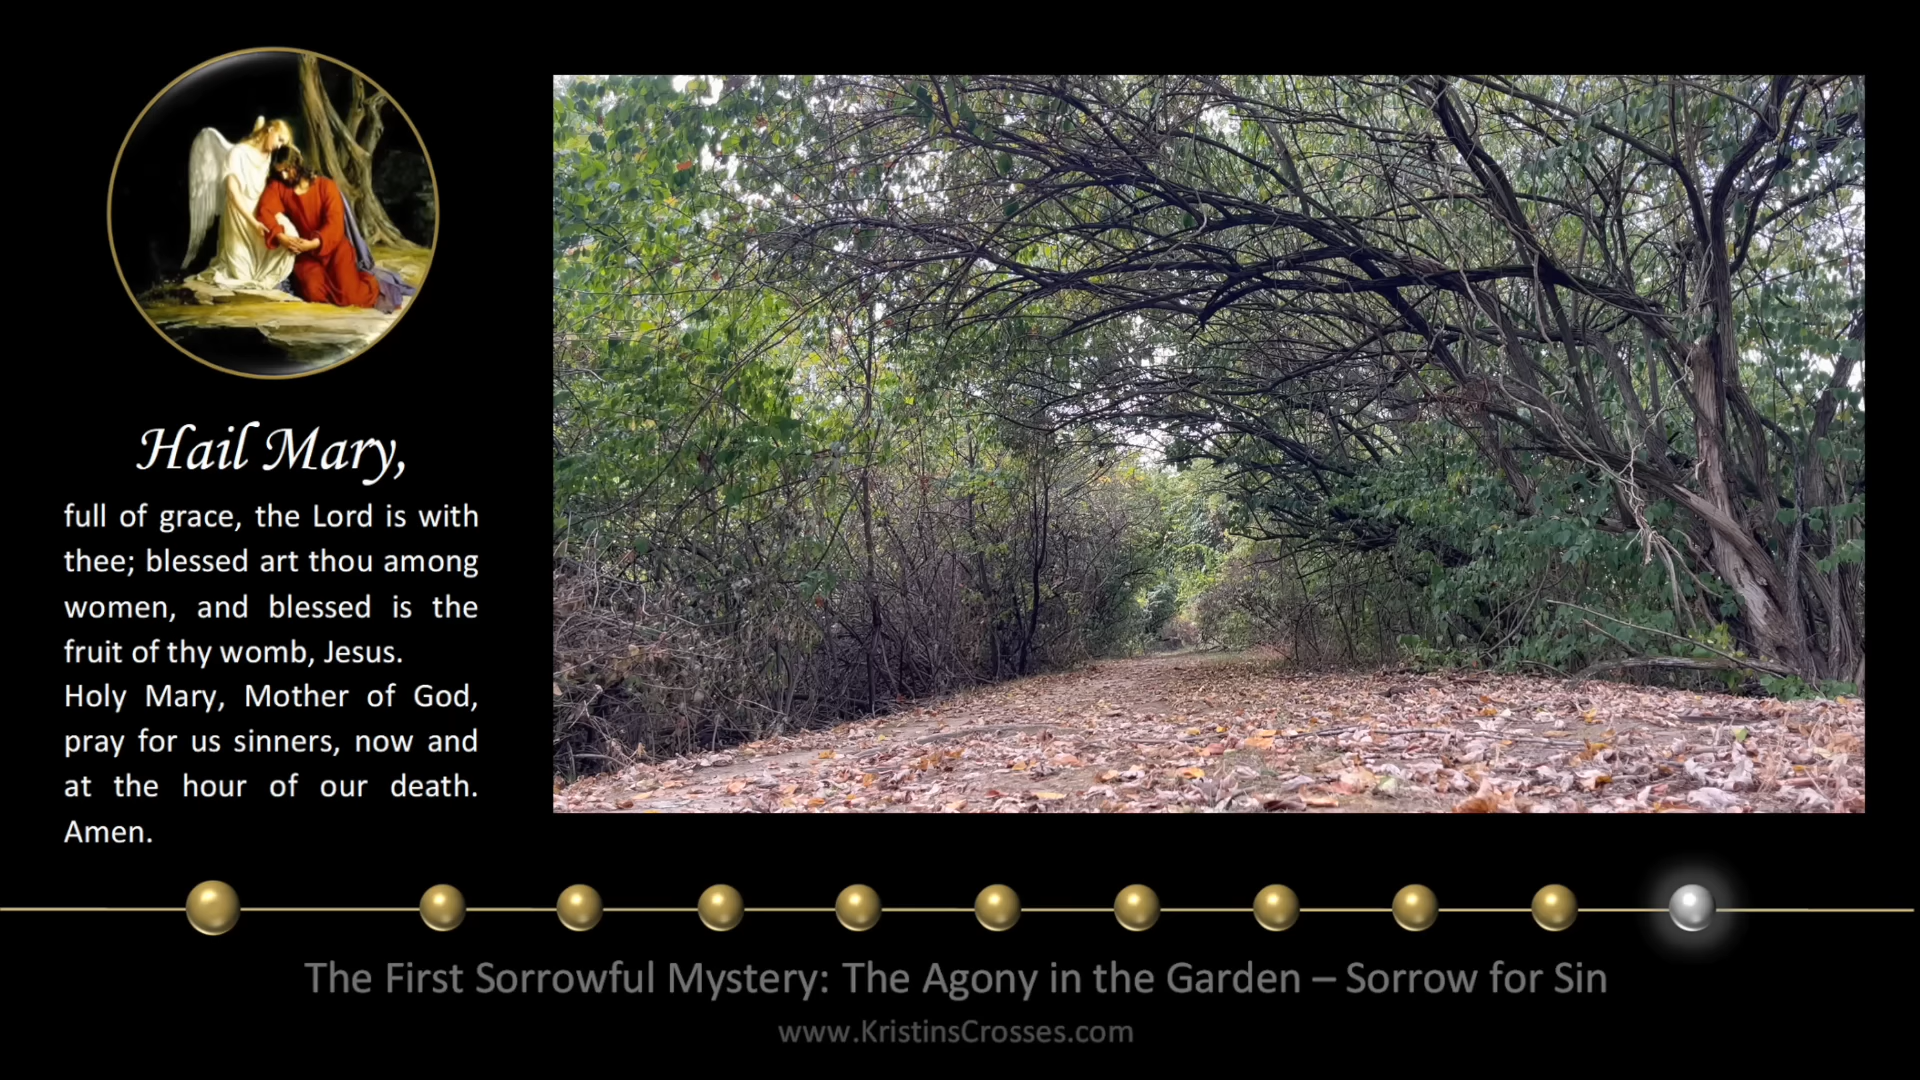 Hail Mary,
full of grace, the Lord is with
thee; blessed art thou among
women, and blessed is the
fruit of thy womb, Jesus.
Holy Mary, Mother of God,
pray for us sinners, now and
at the hour of our death.
Amen.
The First Sorrowful Mystery: The Agony in the Garden – Sorrow for Sin
www.KristinsCrosses.com